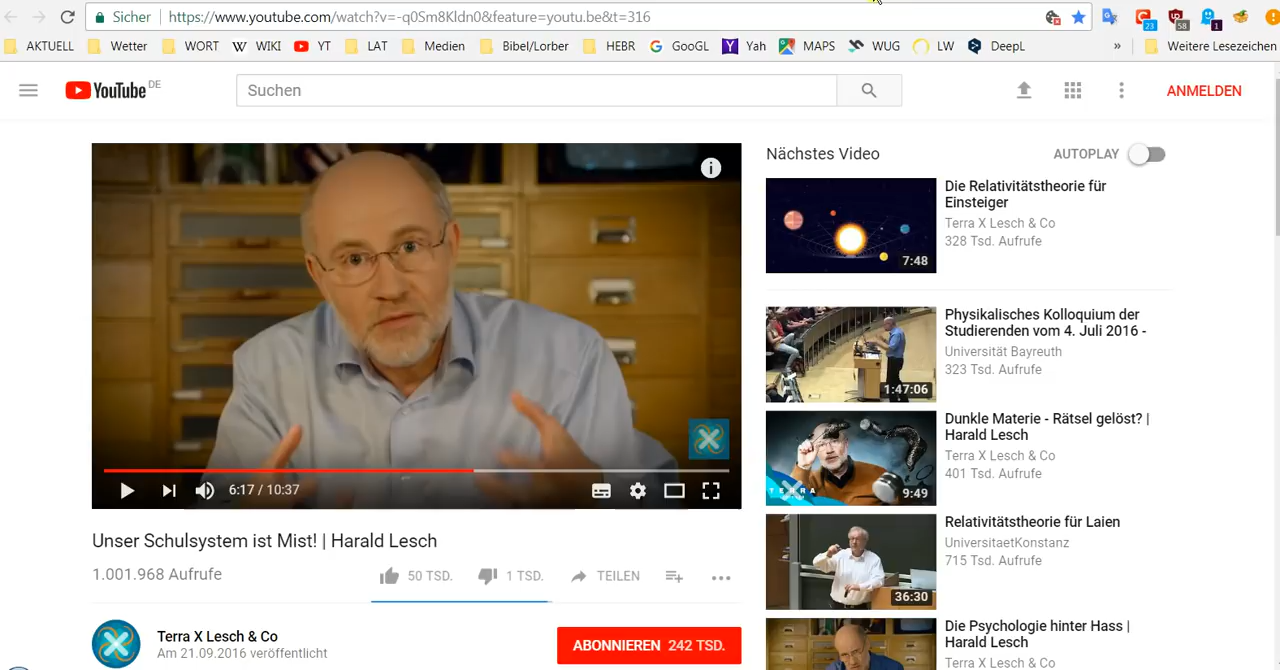 Sicher https://www.youtube.com/watch?v=-q0Sm8Kldn0&feature=youtu.be&t=316
23 58 1
AKTUELL Wetter WORT WIKI YT LAT Medien Bibel/Lorber HEBR GooGL Yah MAPS WUG LW DeepL » Weitere Lesezeichen
YouTube DE Suchen ANMELDEN
Nächstes Video AUTOPLAY
Die Relativitätstheorie für
Einsteiger
Terra X Lesch & Co
328 Tsd. Aufrufe
7:48
Physikalisches Kolloquium der
Studierenden vom 4. Juli 2016 -
Universität Bayreuth
323 Tsd. Aufrufe
1:47:06
Dunkle Materie - Rätsel gelöst? |
Harald Lesch
Terra X Lesch & Co
401 Tsd. Aufrufe
TERRA
9:49
Relativitätstheorie für Laien
UniversitaetKonstanz
715 Tsd. Aufrufe
36:30
Die Psychologie hinter Hass |
Harald Lesch
Terra X Lesch & Co
6:17 / 10:37
Unser Schulsystem ist Mist! | Harald Lesch
1.001.968 Aufrufe
50 TSD. 1 TSD. TEILEN
Terra X Lesch & Co
Am 21.09.2016 veröffentlicht
ABONNIEREN 242 TSD.